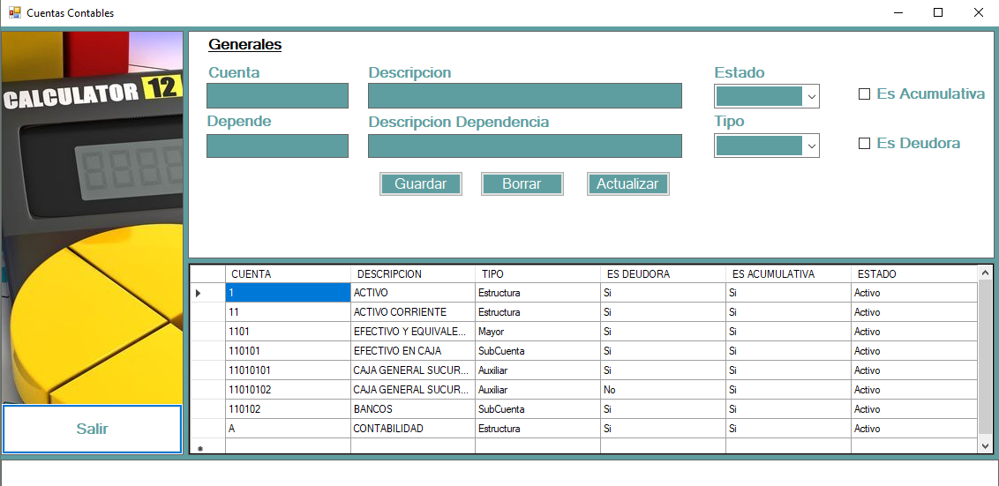 Cuentas Contables
CALCULATOR 12
Generales
Cuenta Descripcion Estado
Es Acumulativa
Depende Descripcion Dependencia Tipo
Es Deudora
Guardar Borrar Actualizar
CUENTA DESCRIPCION TIPO ES DEUDORA ES ACUMULATIVA ESTADO
1 ACTIVO Estructura Si Si Activo
11 ACTIVO CORRIENTE Estructura Si Si Activo
1101 EFECTIVO Y EQUIVALE... Mayor Si Si Activo
110101 EFECTIVO EN CAJA SubCuenta Si Si Activo
11010101 CAJA GENERAL SUCUR... Auxiliar Si Si Activo
11010102 CAJA GENERAL SUCUR... Auxiliar No Si Activo
110102 BANCOS SubCuenta Si Si Activo
A CONTABILIDAD Estructura Si Si Activo
Salir